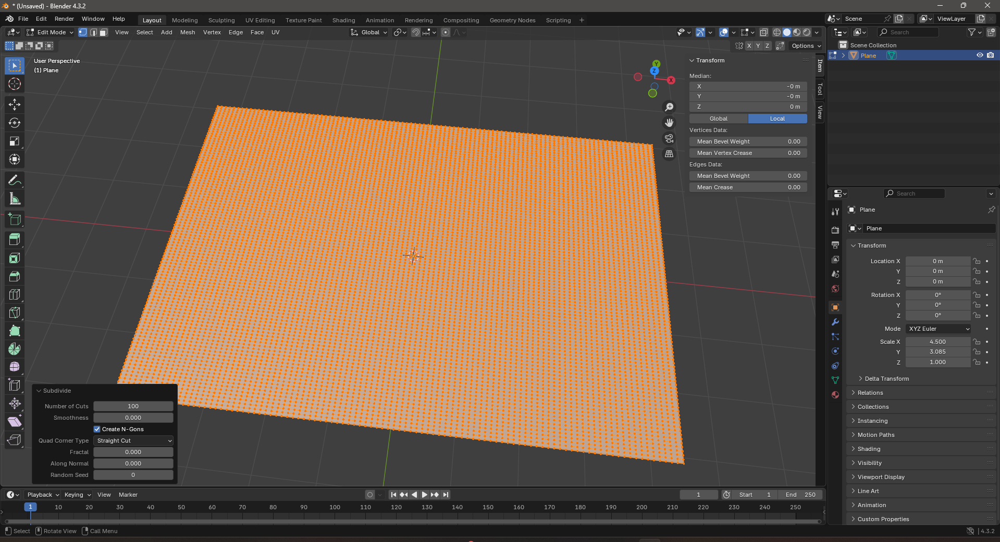 * (Unsaved) - Blender 4.3.2
File Edit Render Window Help Layout Modeling Sculpting UV Editing Texture Paint Shading Animation Rendering Compositing Geometry Nodes Scripting + Scene ViewLayer
Edit Mode View Select Add Mesh Vertex Edge Face UV Global Search
X Y Z Options
Scene Collection
Plane
User Perspective
(1) Plane
Y
Z
X
Transform
Median:
X -0 m
Y -0 m
Z 0 m
Global Local
Vertices Data:
Mean Bevel Weight 0.00
Mean Vertex Crease 0.00
Edges Data:
Mean Bevel Weight 0.00
Mean Crease 0.00
Item
Tool
View
Search
Plane
Plane
Transform
Location X 0 m
Y 0 m
Z 0 m
Rotation X 0°
Y 0°
Z 0°
Mode XYZ Euler
Scale X 4.500
Y 3.085
Z 1.000
Delta Transform
Relations
Collections
Instancing
Motion Paths
Shading
Visibility
Viewport Display
Line Art
Animation
Custom Properties
Subdivide
Number of Cuts 100
Smoothness 0.000
Create N-Gons
Quad Corner Type Straight Cut
Fractal 0.000
Along Normal 0.000
Random Seed 0
Playback Keying View Marker 1 Start 1 End 250
1 10 20 30 40 50 60 70 80 90 100 110 120 130 140 150 160 170 180 190 200 210 220 230 240 250
Select Rotate View Call Menu 4.3.2